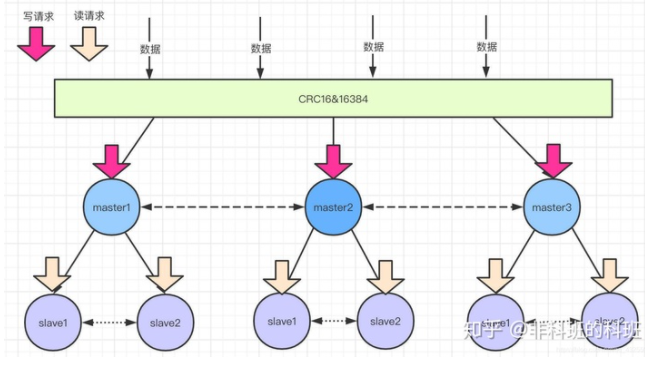 写请求
读请求
数据
数据
数据
数据
CRC16&16384
master1
master2
master3
slave1
slave2
slave1
slave2
slave1
slave2
知乎 @非科班的科班